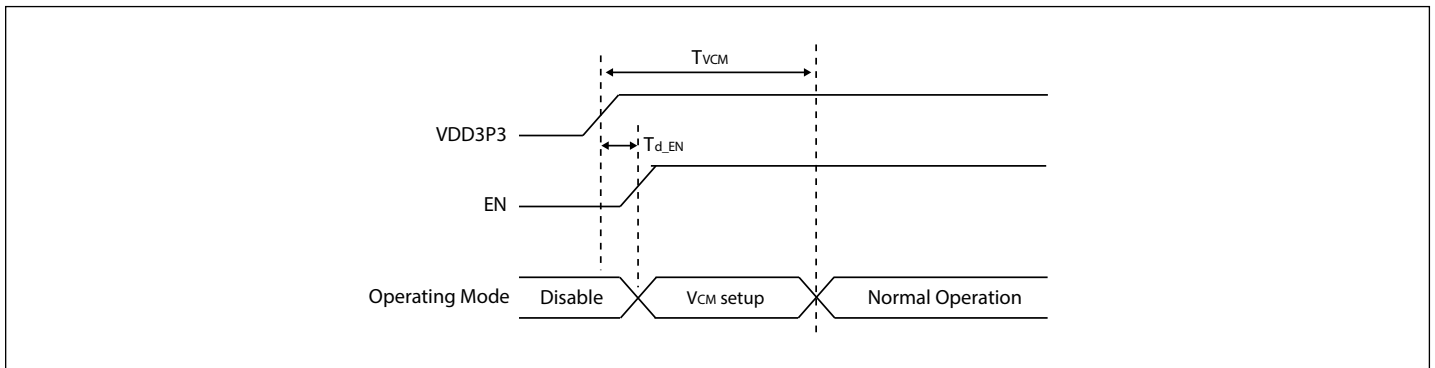 TVCM
VDD3P3
Td_EN
EN
Operating Mode Disable VCM setup Normal Operation